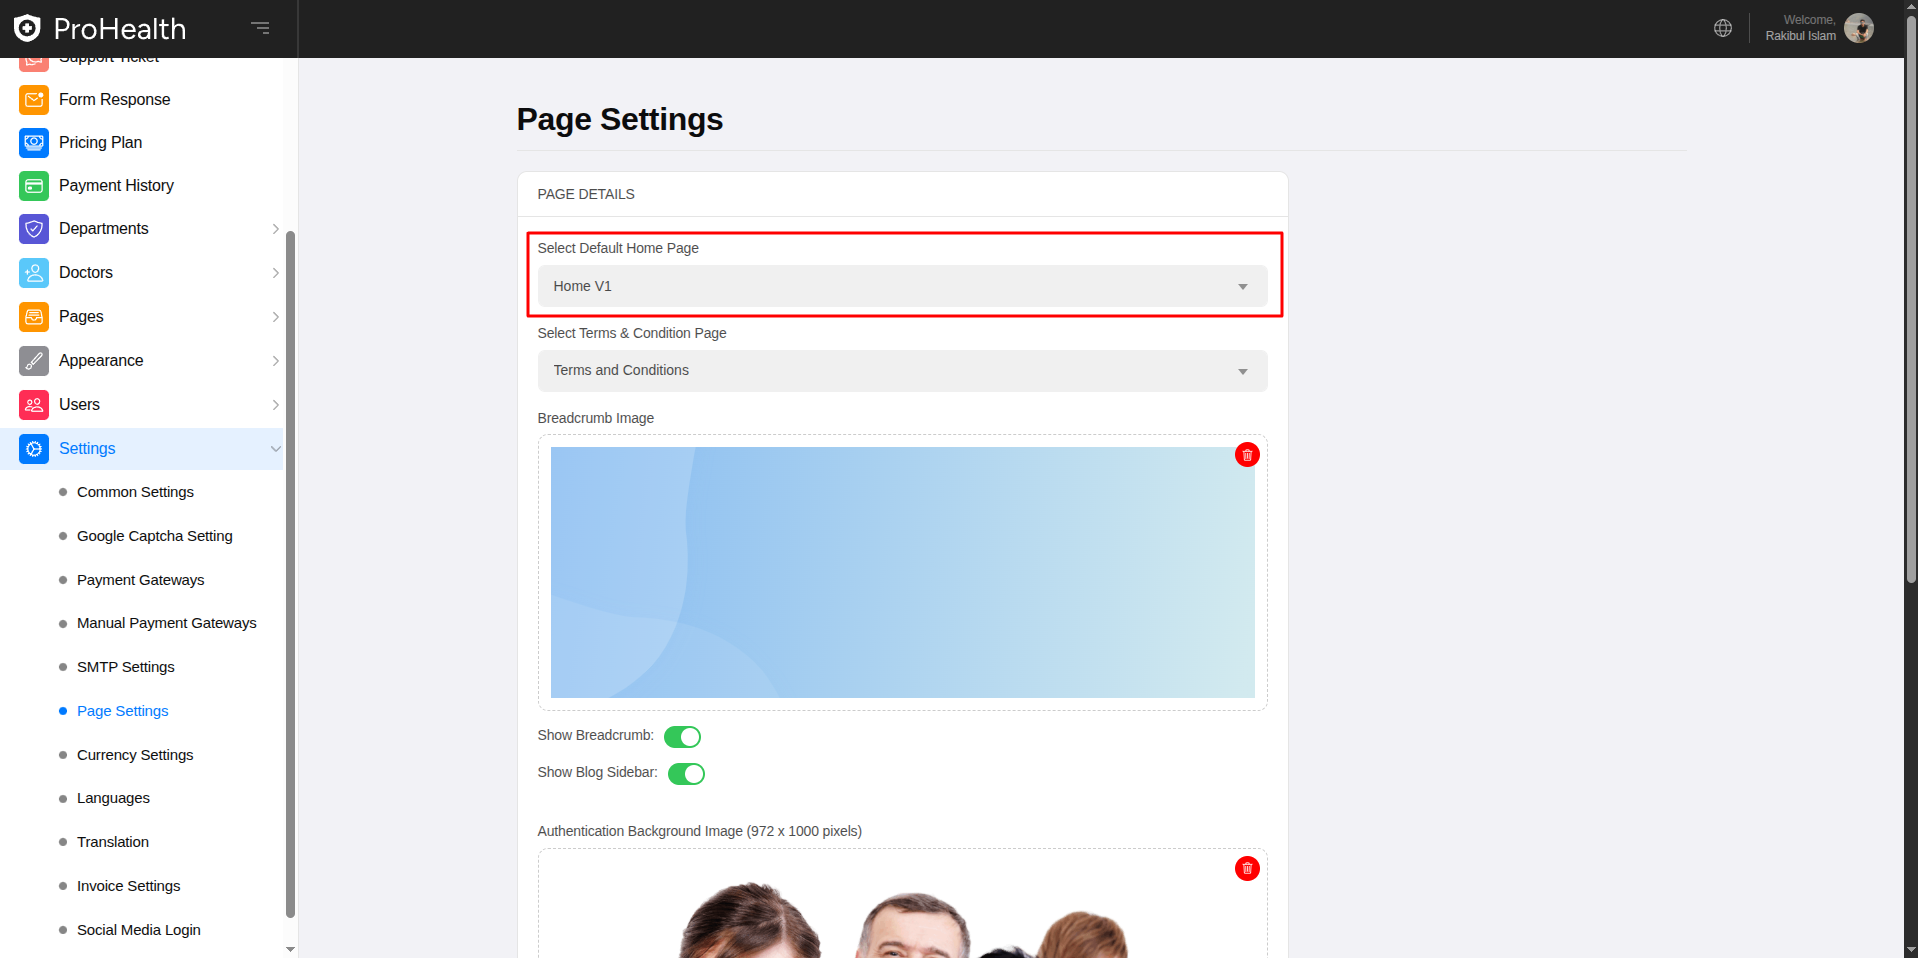 ProHealth
Welcome,
Rakibul Islam
Support Ticket
Form Response
Pricing Plan
Payment History
Departments
Doctors
Pages
Appearance
Users
Settings
Common Settings
Google Captcha Setting
Payment Gateways
Manual Payment Gateways
SMTP Settings
Page Settings
Currency Settings
Languages
Translation
Invoice Settings
Social Media Login
Page Settings
PAGE DETAILS
Select Default Home Page
Home V1
Select Terms & Condition Page
Terms and Conditions
Breadcrumb Image
Show Breadcrumb:
Show Blog Sidebar:
Authentication Background Image (972 x 1000 pixels)